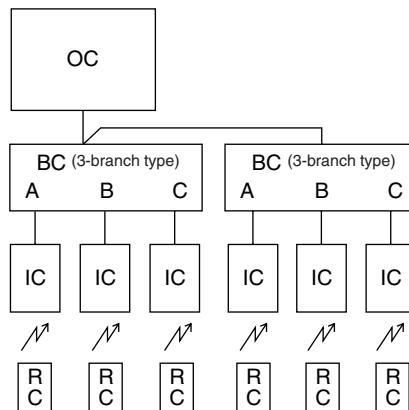 OC
BC (3-branch type)
A B C
BC (3-branch type)
A B C
IC IC IC IC IC IC
R R R R R R
C C C C C C